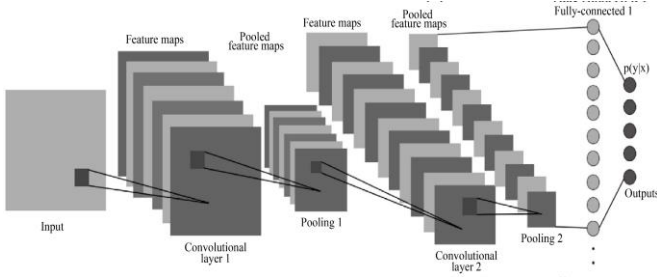 Fully-connected 1
Feature maps
Pooled
feature maps
Feature maps
Pooled
feature maps
p(y|x)
Outputs
Input
Convolutional
layer 1
Pooling 1
Convolutional
layer 2
Pooling 2